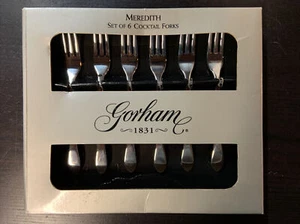 MEREDITH
SET OF 6 COCKTAIL FORKS
Gorham
1831
®